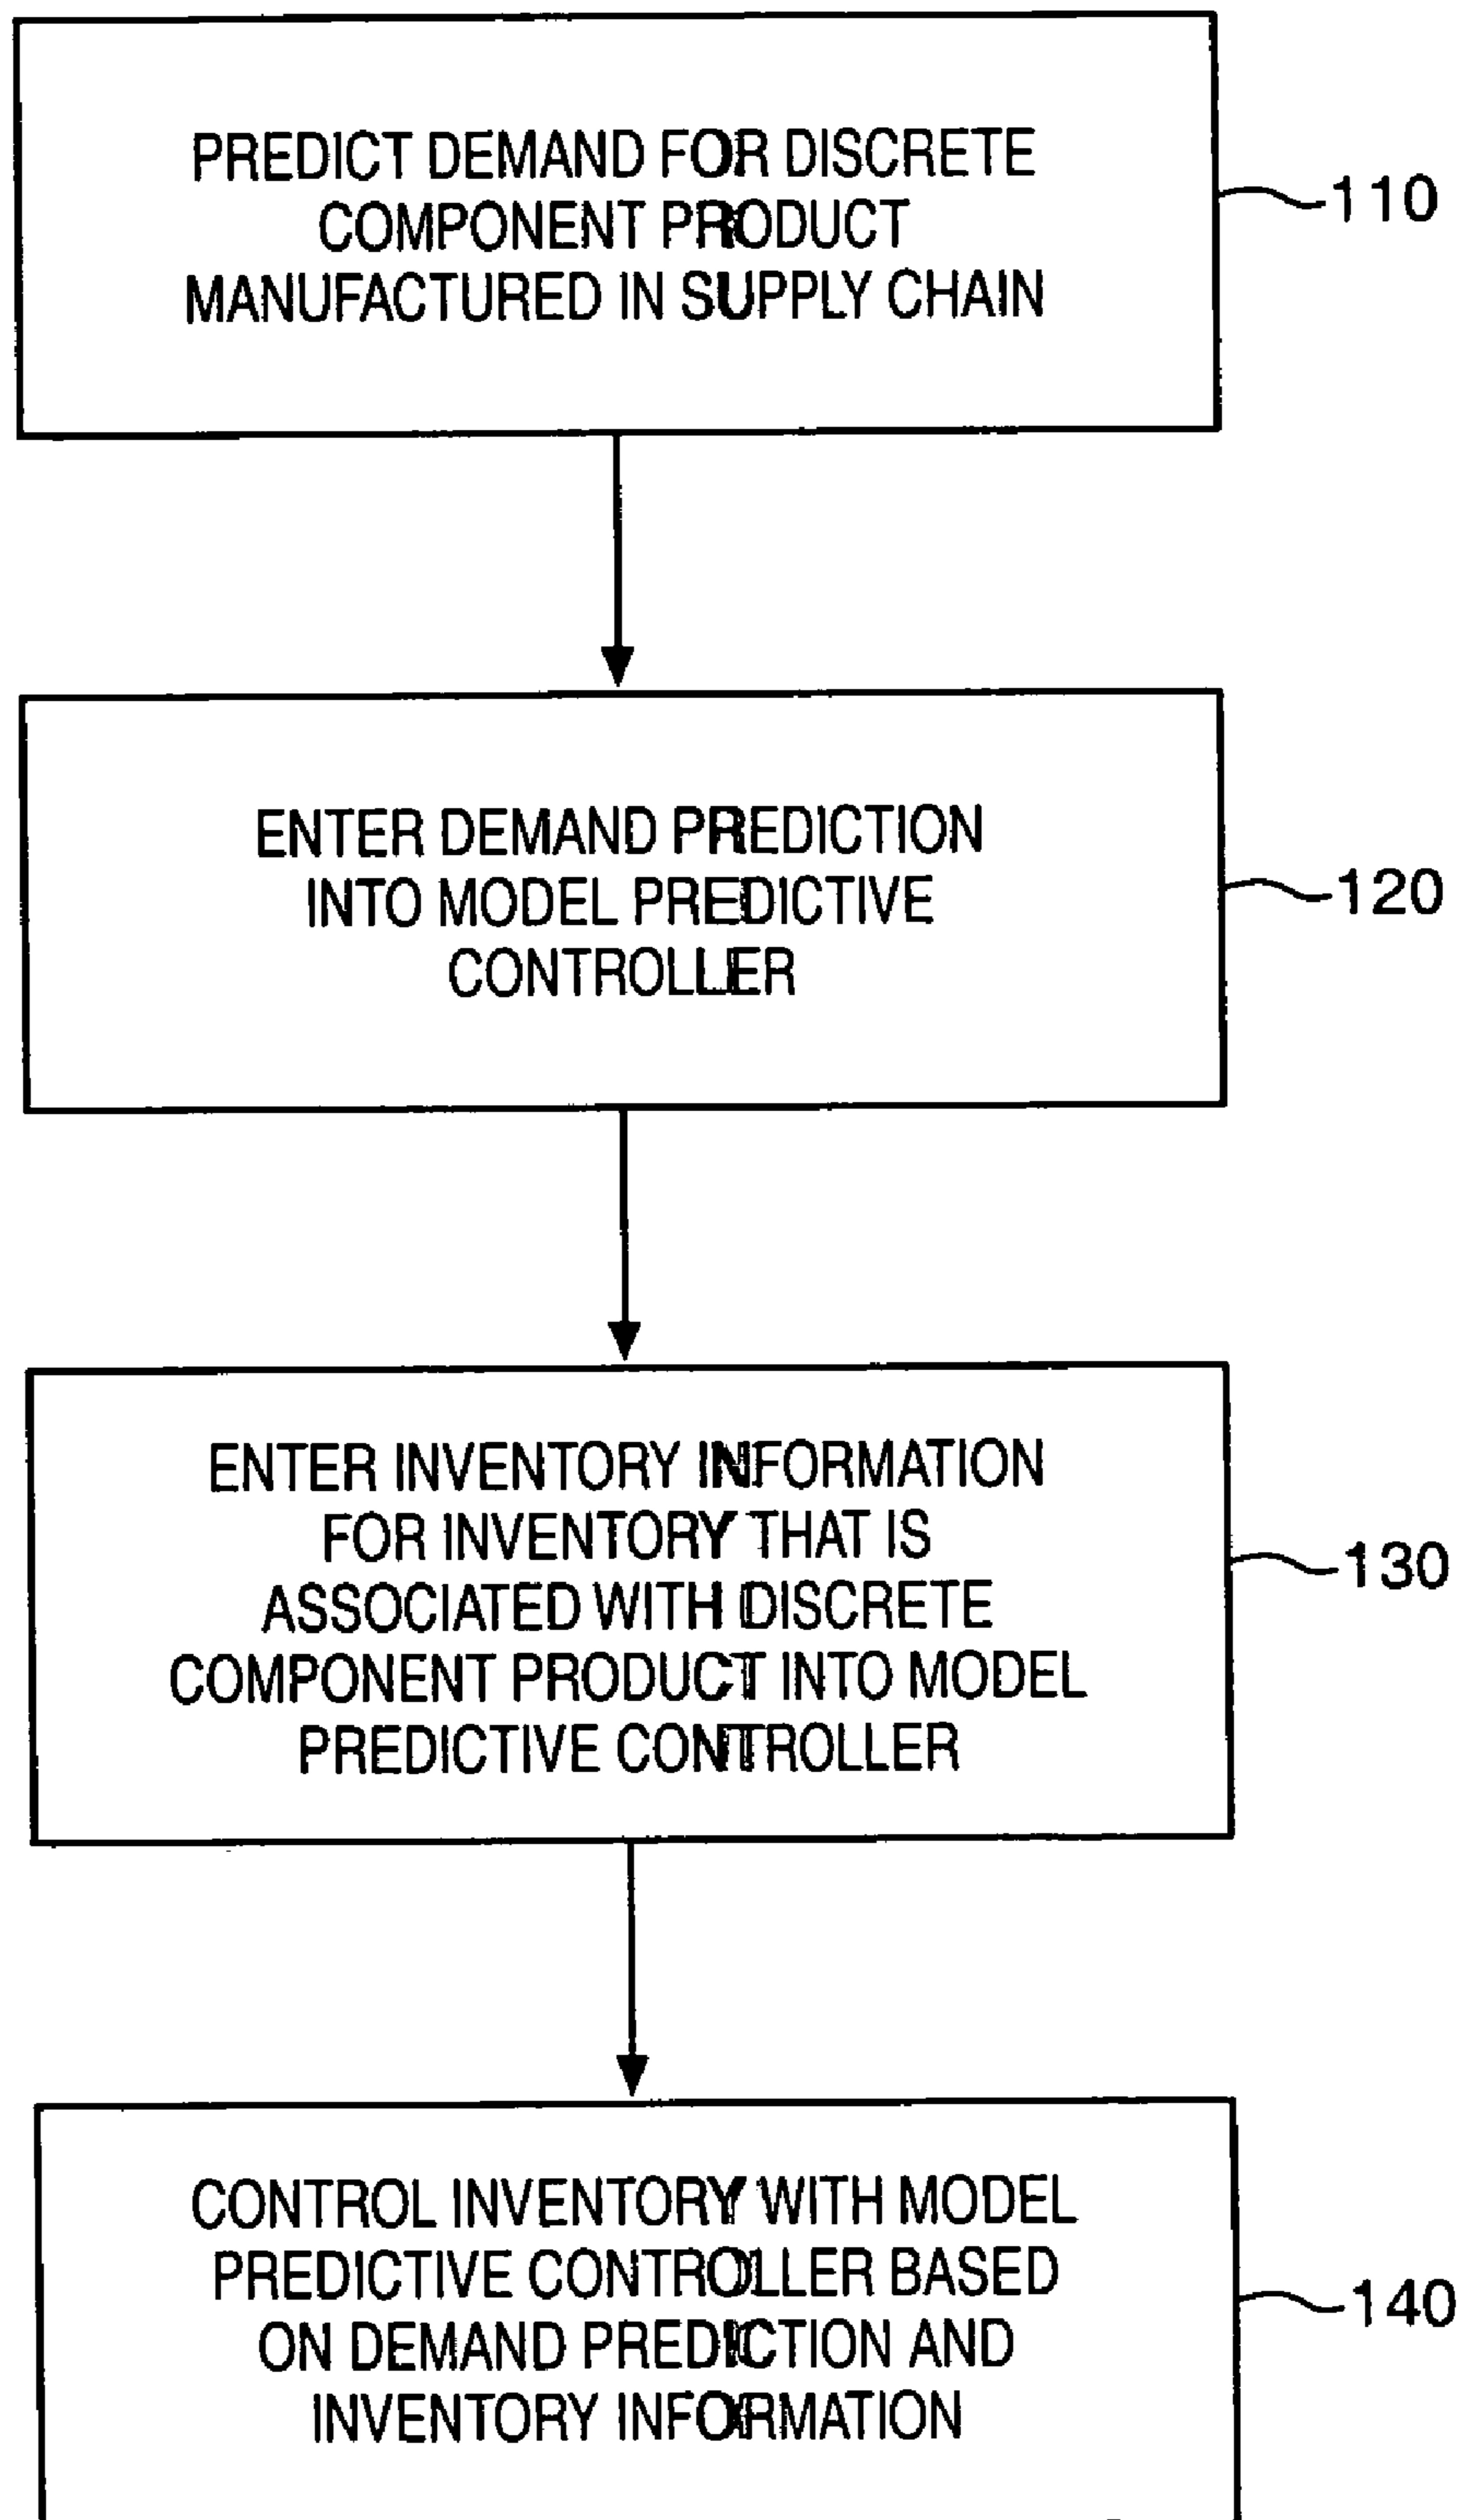 PREDICT DEMAND FOR DISCRETE
COMPONENT PRODUCT
MANUFACTURED IN SUPPLY CHAIN
110
ENTER DEMAND PREDICTION
INTO MODEL PREDICTIVE
CONTROLLER
120
ENTER INVENTORY INFORMATION
FOR INVENTORY THAT IS
ASSOCIATED WITH DISCRETE
COMPONENT PRODUCT INTO MODEL
PREDICTIVE CONTROLLER
130
CONTROL INVENTORY WITH MODEL
PREDICTIVE CONTROLLER BASED
ON DEMAND PREDICTION AND
INVENTORY INFORMATION
140